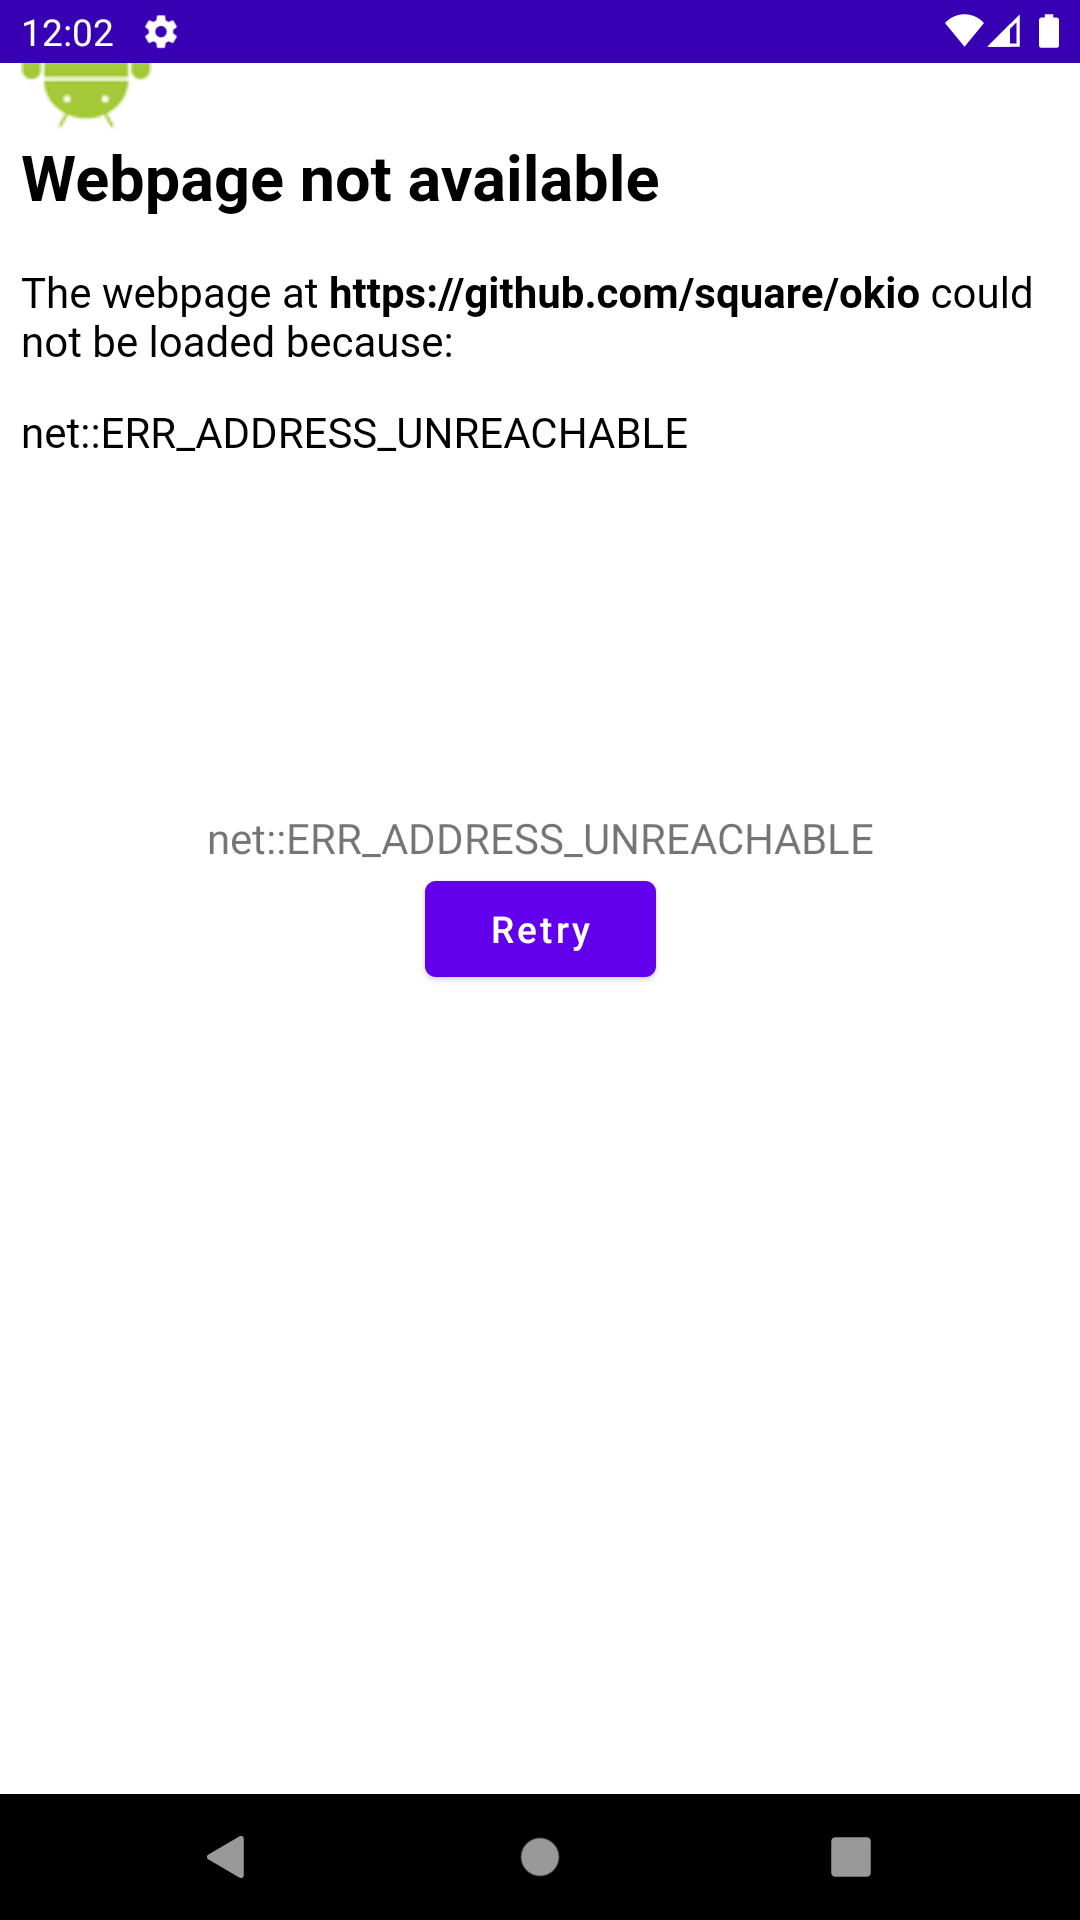 12:02
Webpage not available
The webpage at https://github.com/square/okio could
not be loaded because:
net::ERR_ADDRESS_UNREACHABLE
net::ERR_ADDRESS_UNREACHABLE
Retry